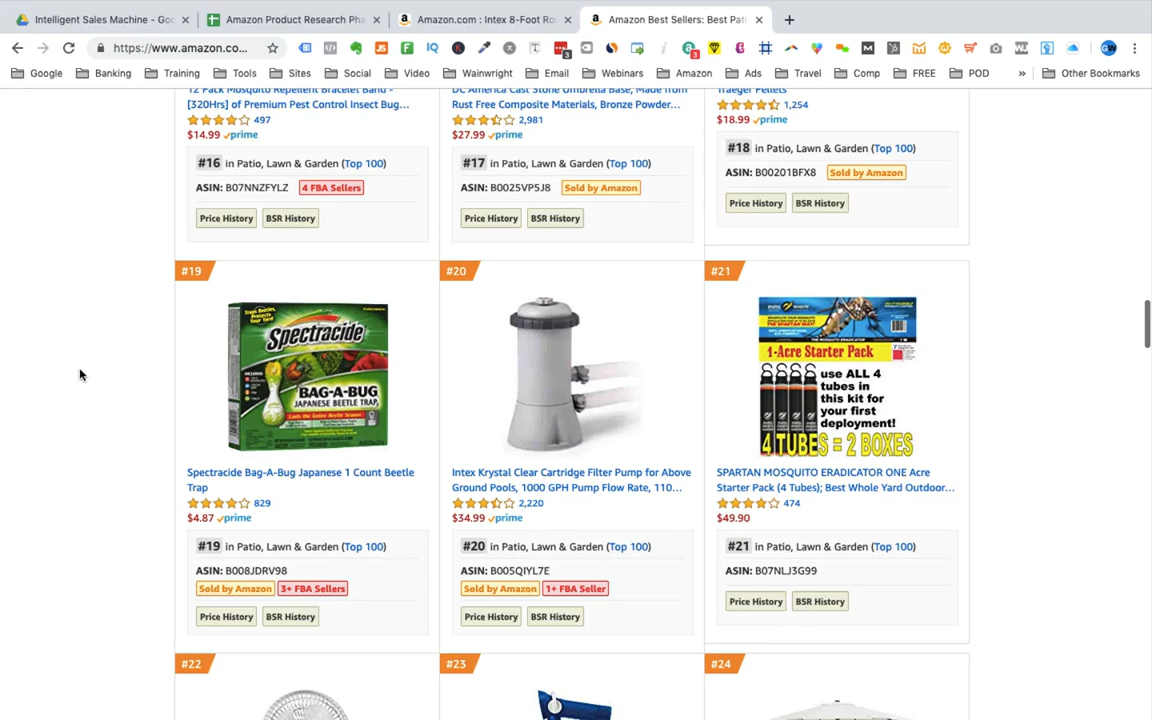 Intelligent Sales Machine - Goo
Amazon Product Research Pha
Amazon.com : Intex 8-Foot Rou
Amazon Best Sellers: Best Pati
https://www.amazon.co...
Google
Banking
Training
Tools
Sites
Social
Video
Wainwright
Email
Webinars
Amazon
Ads
Travel
Comp
FREE
POD
»
Other Bookmarks
12 Pack Mosquito Repellent Bracelet Band -
[320Hrs] of Premium Pest Control Insect Bug...
497
$14.99 prime
#16 in Patio, Lawn & Garden (Top 100)
ASIN: B07NNZFYLZ 4 FBA Sellers
Price History BSR History
DC America Cast Stone Umbrella Base, Made from
Rust Free Composite Materials, Bronze Powder...
2,981
$27.99 prime
#17 in Patio, Lawn & Garden (Top 100)
ASIN: B0025VP5J8 Sold by Amazon
Price History BSR History
Traeger Pellets
1,254
$18.99 prime
#18 in Patio, Lawn & Garden (Top 100)
ASIN: B00201BFX8 Sold by Amazon
Price History BSR History
#19
Spectracide
BAG-A-BUG
JAPANESE BEETLE TRAP
Spectracide Bag-A-Bug Japanese 1 Count Beetle
Trap
829
$4.87 prime
#19 in Patio, Lawn & Garden (Top 100)
ASIN: B008JDRV98
Sold by Amazon 3+ FBA Sellers
Price History BSR History
#20
Intex Krystal Clear Cartridge Filter Pump for Above
Ground Pools, 1000 GPH Pump Flow Rate, 110...
2,220
$34.99 prime
#20 in Patio, Lawn & Garden (Top 100)
ASIN: B005QIYL7E
Sold by Amazon 1+ FBA Seller
Price History BSR History
#21
1-Acre Starter Pack
use ALL 4
tubes in
this kit for
your first
deployment!
4 TUBES = 2 BOXES
SPARTAN MOSQUITO ERADICATOR ONE Acre
Starter Pack (4 Tubes); Best Whole Yard Outdoor...
474
$49.90
#21 in Patio, Lawn & Garden (Top 100)
ASIN: B07NLJ3G99
Price History BSR History
#22
#23
#24